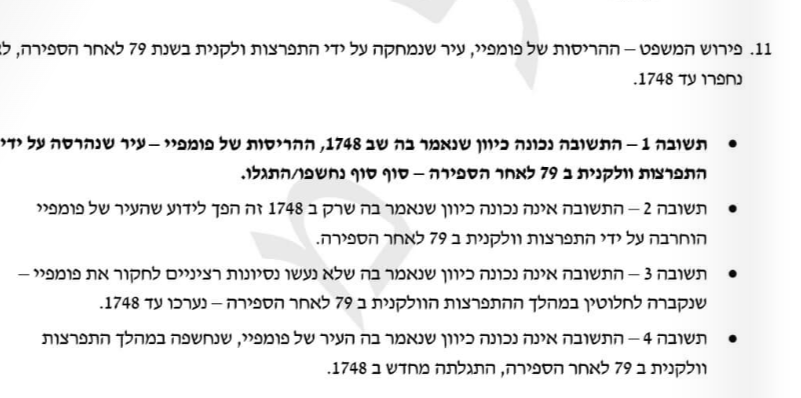 11. פירוש המשפט – ההריסות של פומפיי, עיר שנמחקה על ידי התפרצות ולקנית בשנת 79 לאחר הספירה,
נחפרו עד 1748.
• תשובה 1 – התשובה נכונה כיוון שנאמר בה שב 1748, ההריסות של פומפיי – עיר שנהרסה על ידי
התפרצות וולקנית ב 79 לאחר הספירה – סוף סוף נחשפו/התגלו.
• תשובה 2 – התשובה אינה נכונה כיוון שנאמר בה שרק ב 1748 זה הפך לידוע שהעיר של פומפיי
הוחרבה על ידי התפרצות וולקנית ב 79 לאחר הספירה.
• תשובה 3 – התשובה אינה נכונה כיוון שנאמר בה שלא נעשו נסיונות רציניים לחקור את פומפיי –
שנקברה לחלוטין במהלך ההתפרצות הוולקנית ב 79 לאחר הספירה – נערכו עד 1748.
• תשובה 4 – התשובה אינה נכונה כיוון שנאמר בה העיר של פומפיי, שנחשפה במהלך התפרצות
וולקנית ב 79 לאחר הספירה, התגלתה מחדש ב 1748.